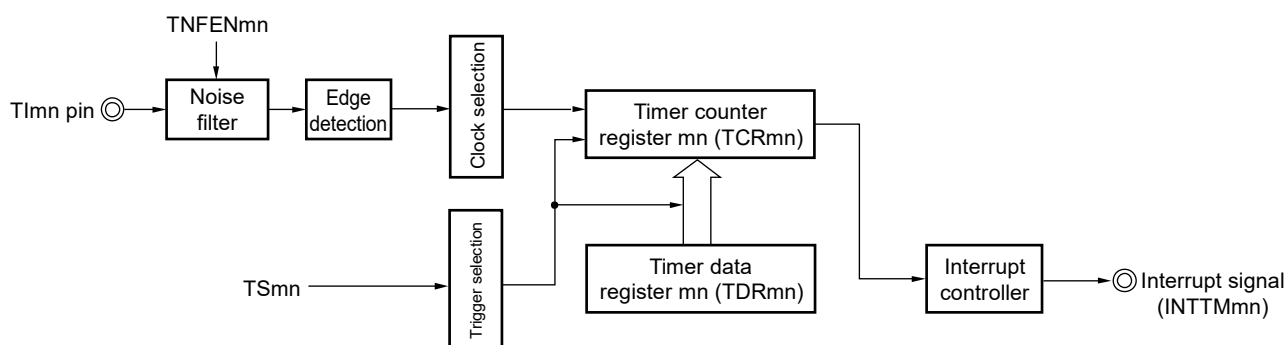 TNFENmn
TImn pin
Noise
filter
Edge
detection
Clock selection
Timer counter
register mn (TCRmn)
TSmn
Trigger selection
Timer data
register mn (TDRmn)
Interrupt
controller
Interrupt signal
(INTTMmn)